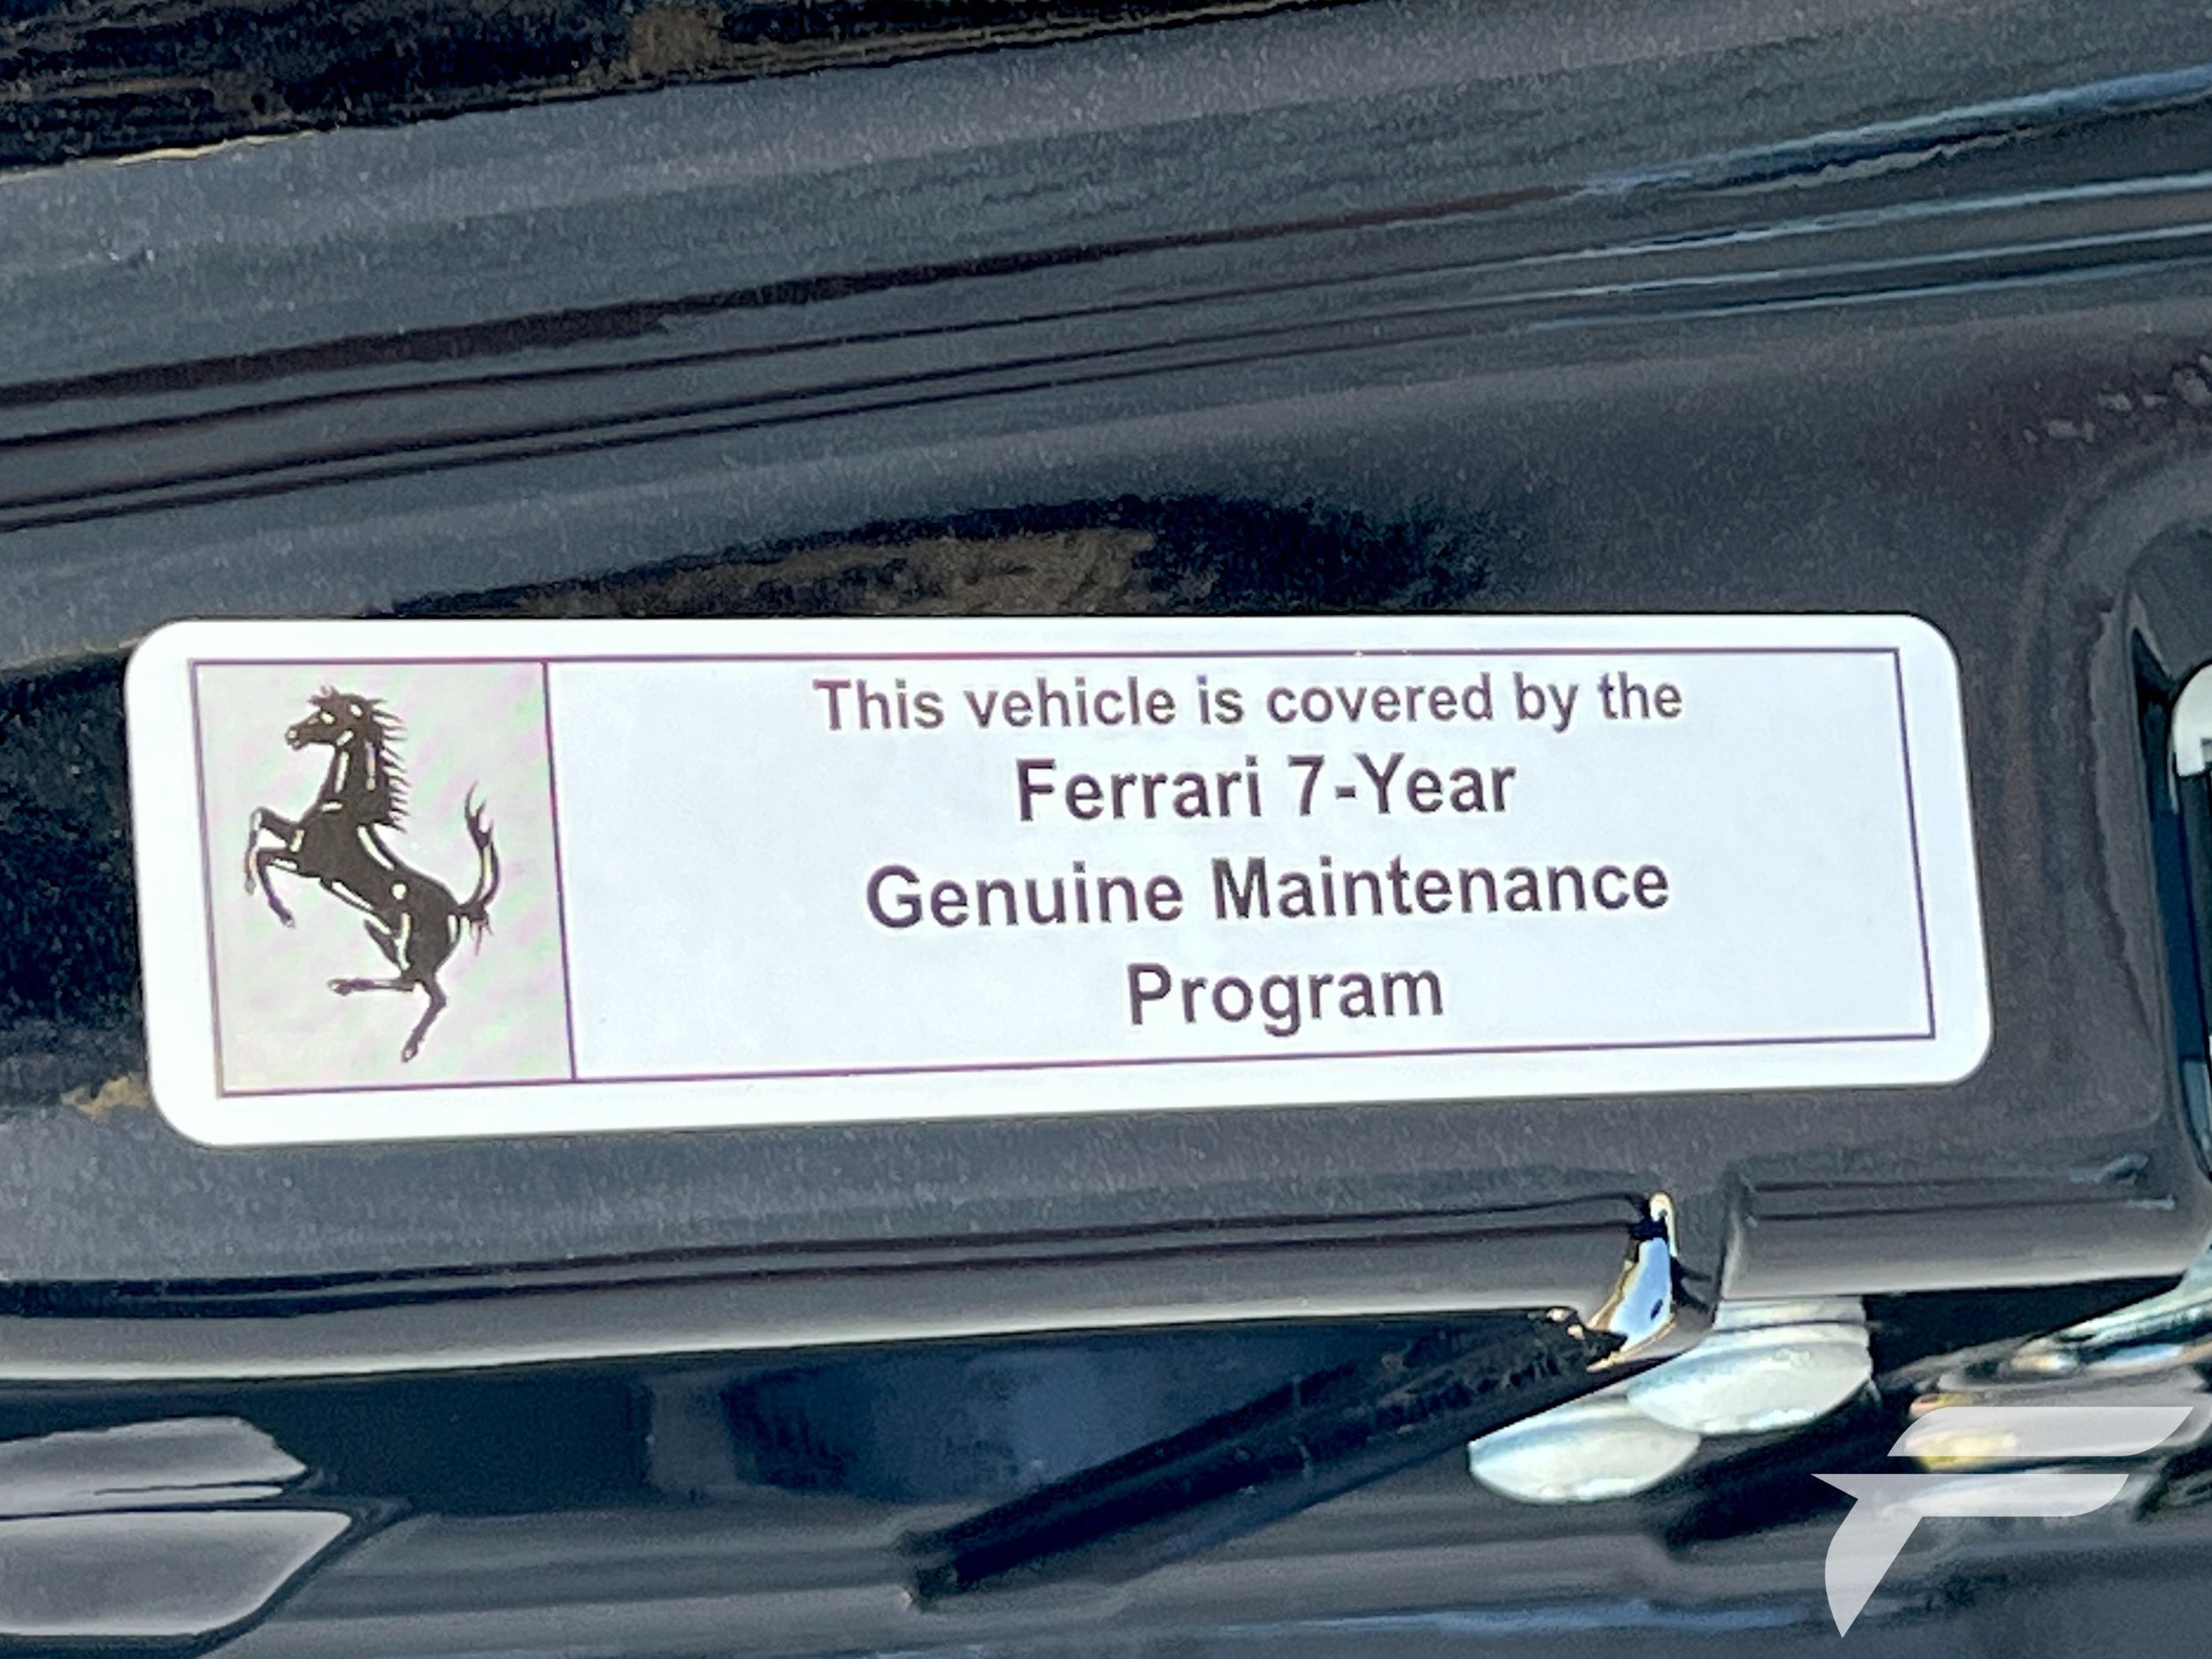 This vehicle is covered by the
Ferrari 7-Year
Genuine Maintenance
Program